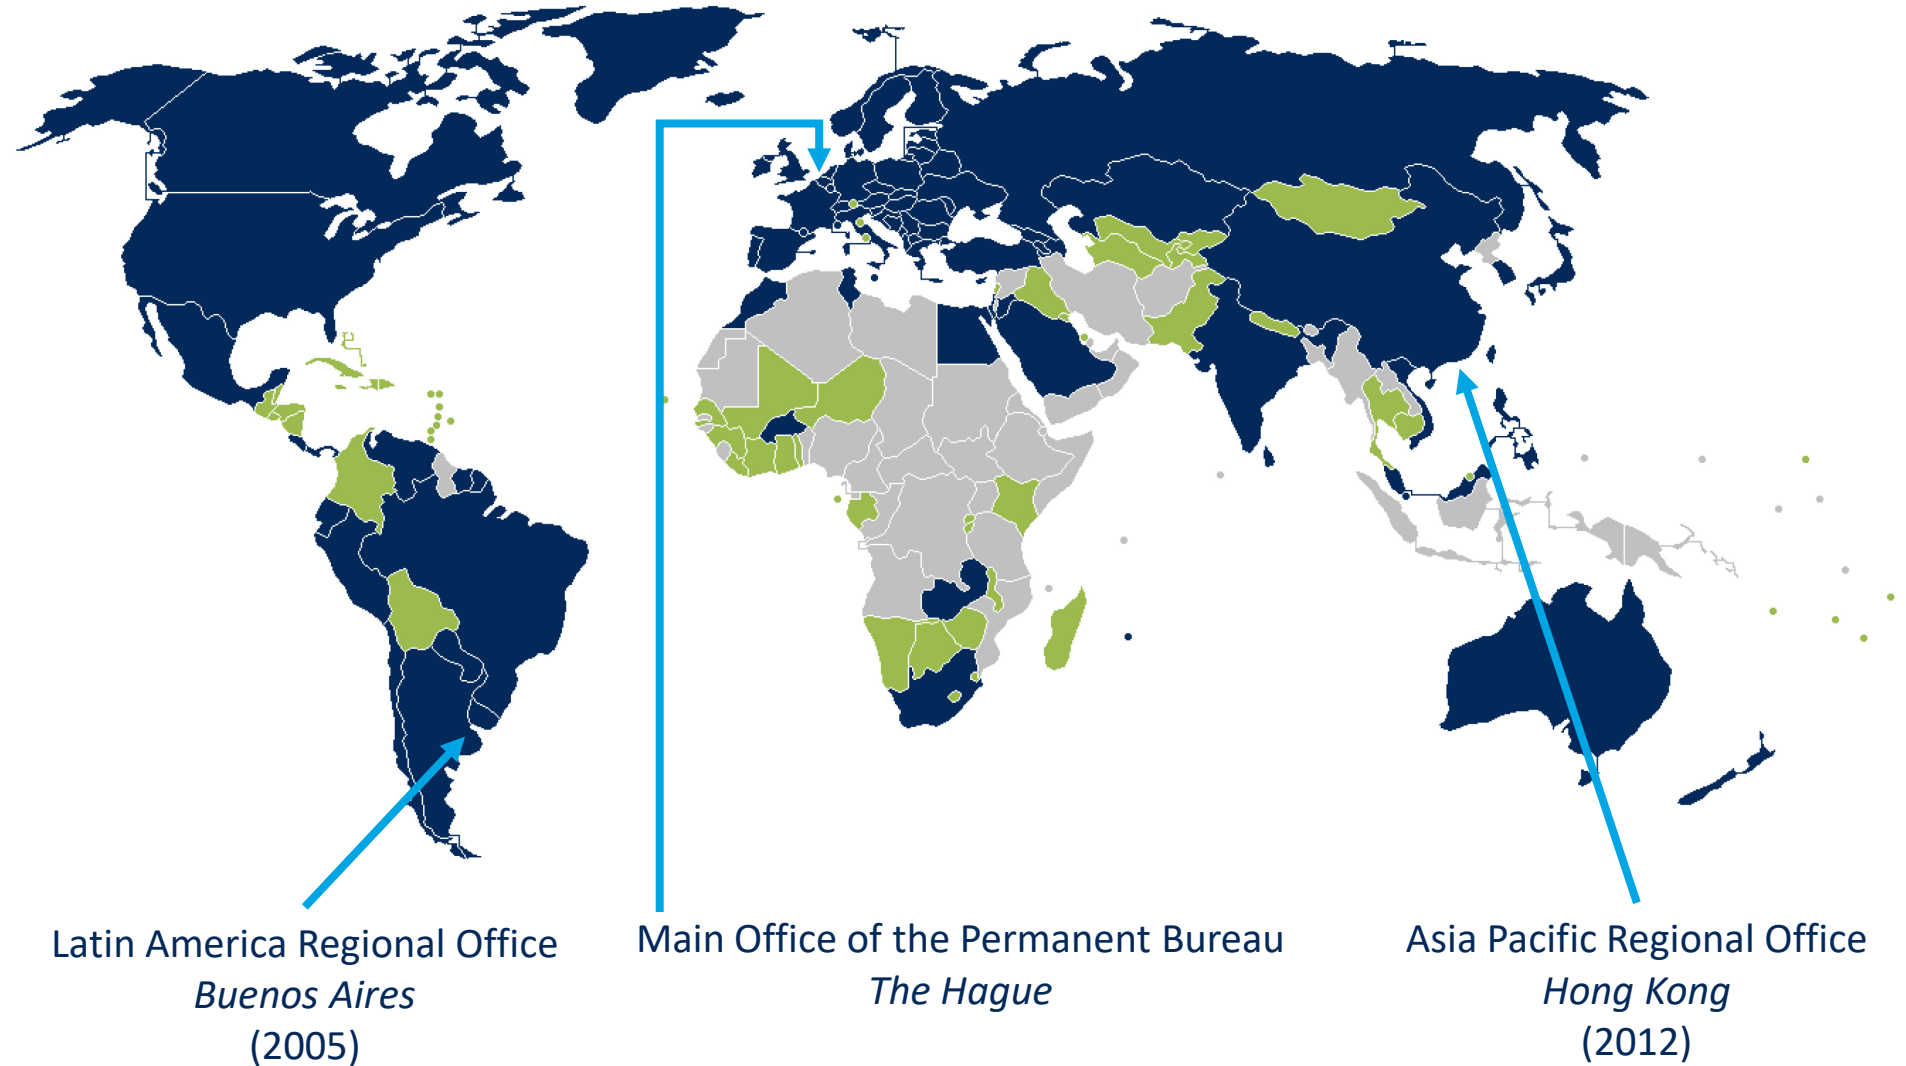 Latin America Regional Office
Buenos Aires
(2005)
Main Office of the Permanent Bureau
The Hague
Asia Pacific Regional Office
Hong Kong
(2012)